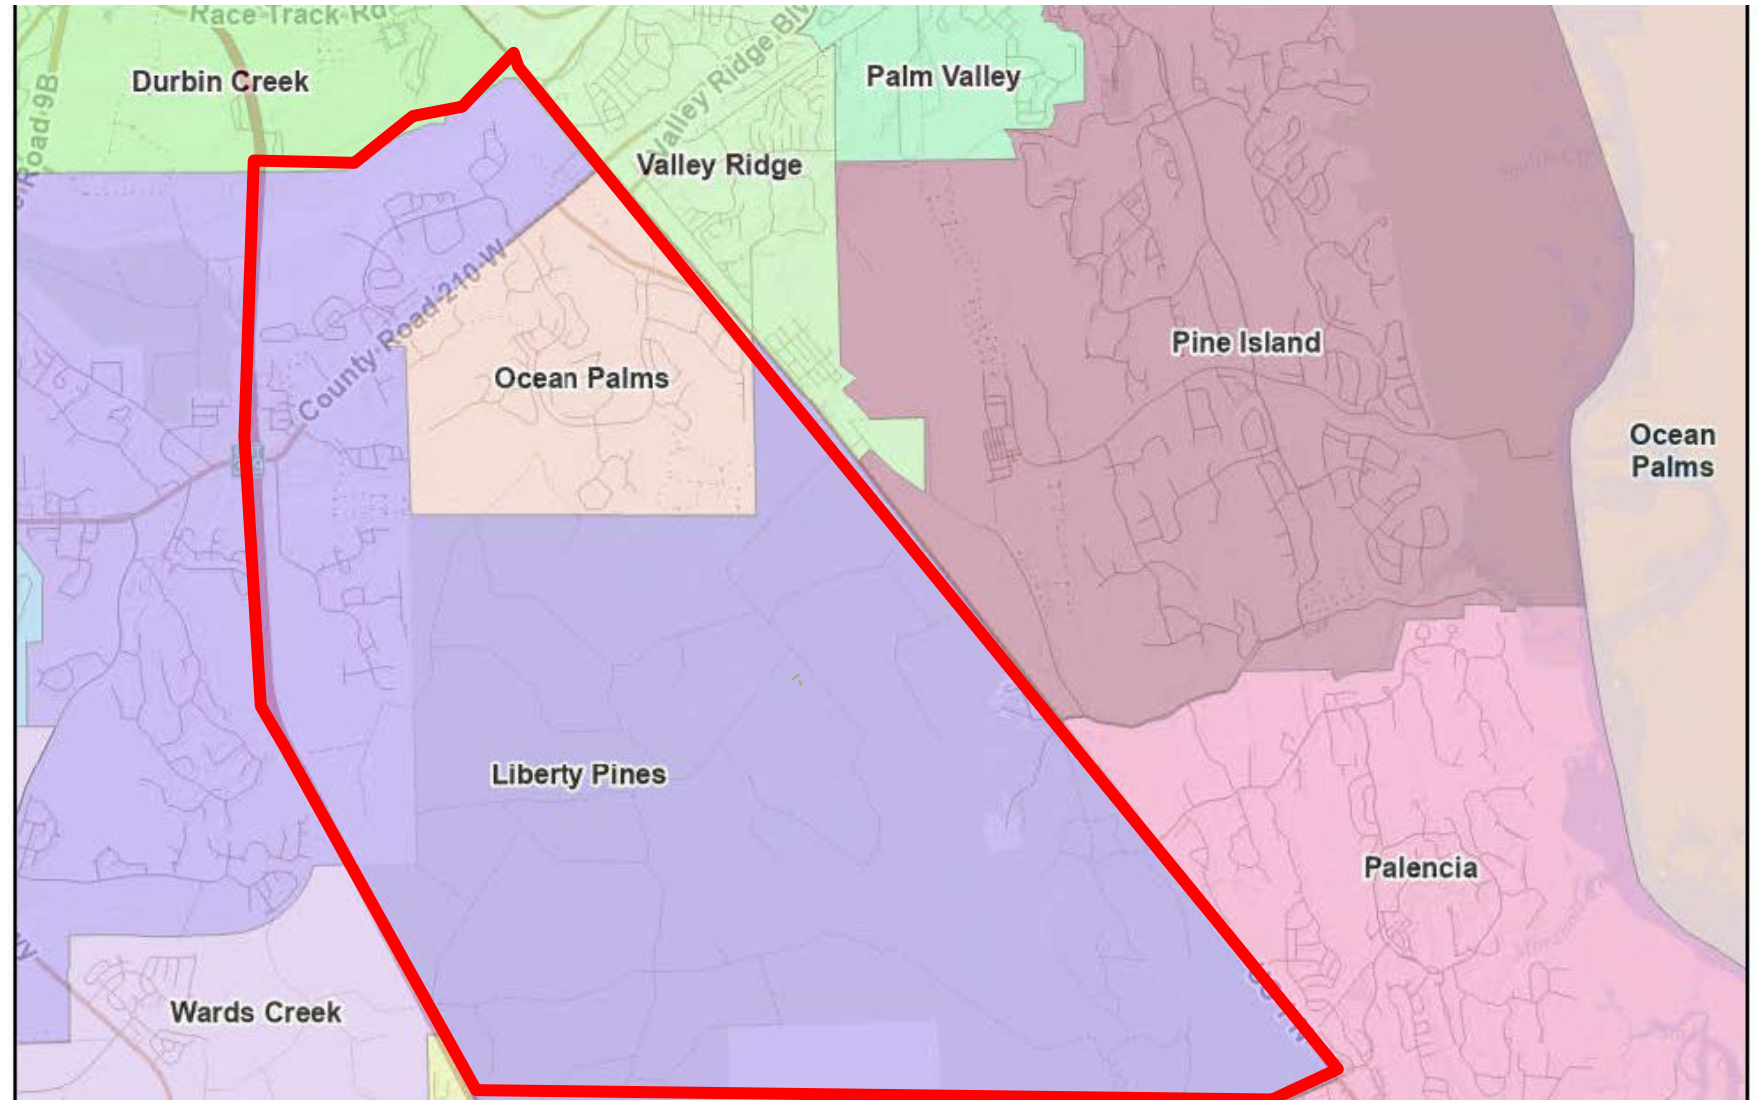 Race Track Rd
Durbin Creek
Road 9B
Valley Ridge Blv
Palm Valley
Valley Ridge
County Road 210 W
Pine Island
Ocean Palms
Ocean
Palms
Liberty Pines
Palencia
Wards Creek